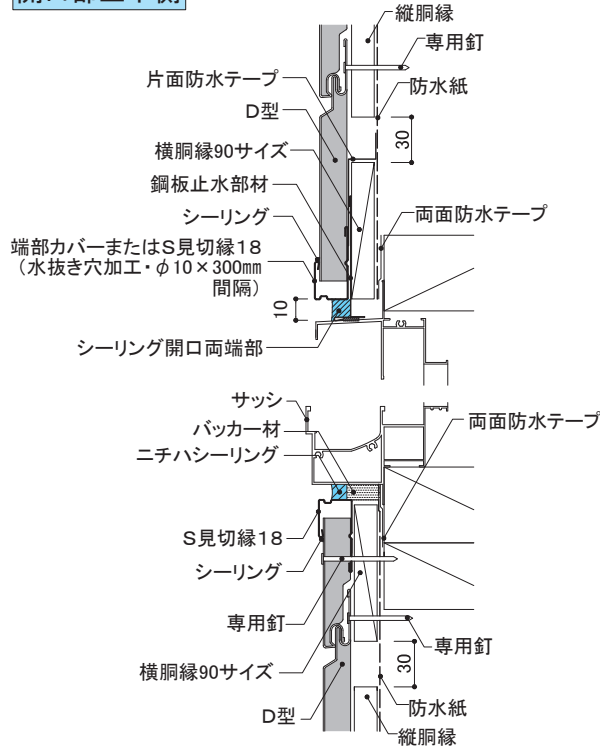 縦胴縁
専用釘
片面防水テープ
防水紙
D型
30
横胴縁90サイズ
鋼板止水部材
シーリング
両面防水テープ
端部カバーまたはS見切縁18
（水抜き穴加工・φ10×300mm
間隔）
10
シーリング開口両端部
サッシ
バッカー材
両面防水テープ
ニチハシーリング
S見切縁18
シーリング
専用釘
専用釘
横胴縁90サイズ
30
D型
防水紙
縦胴縁